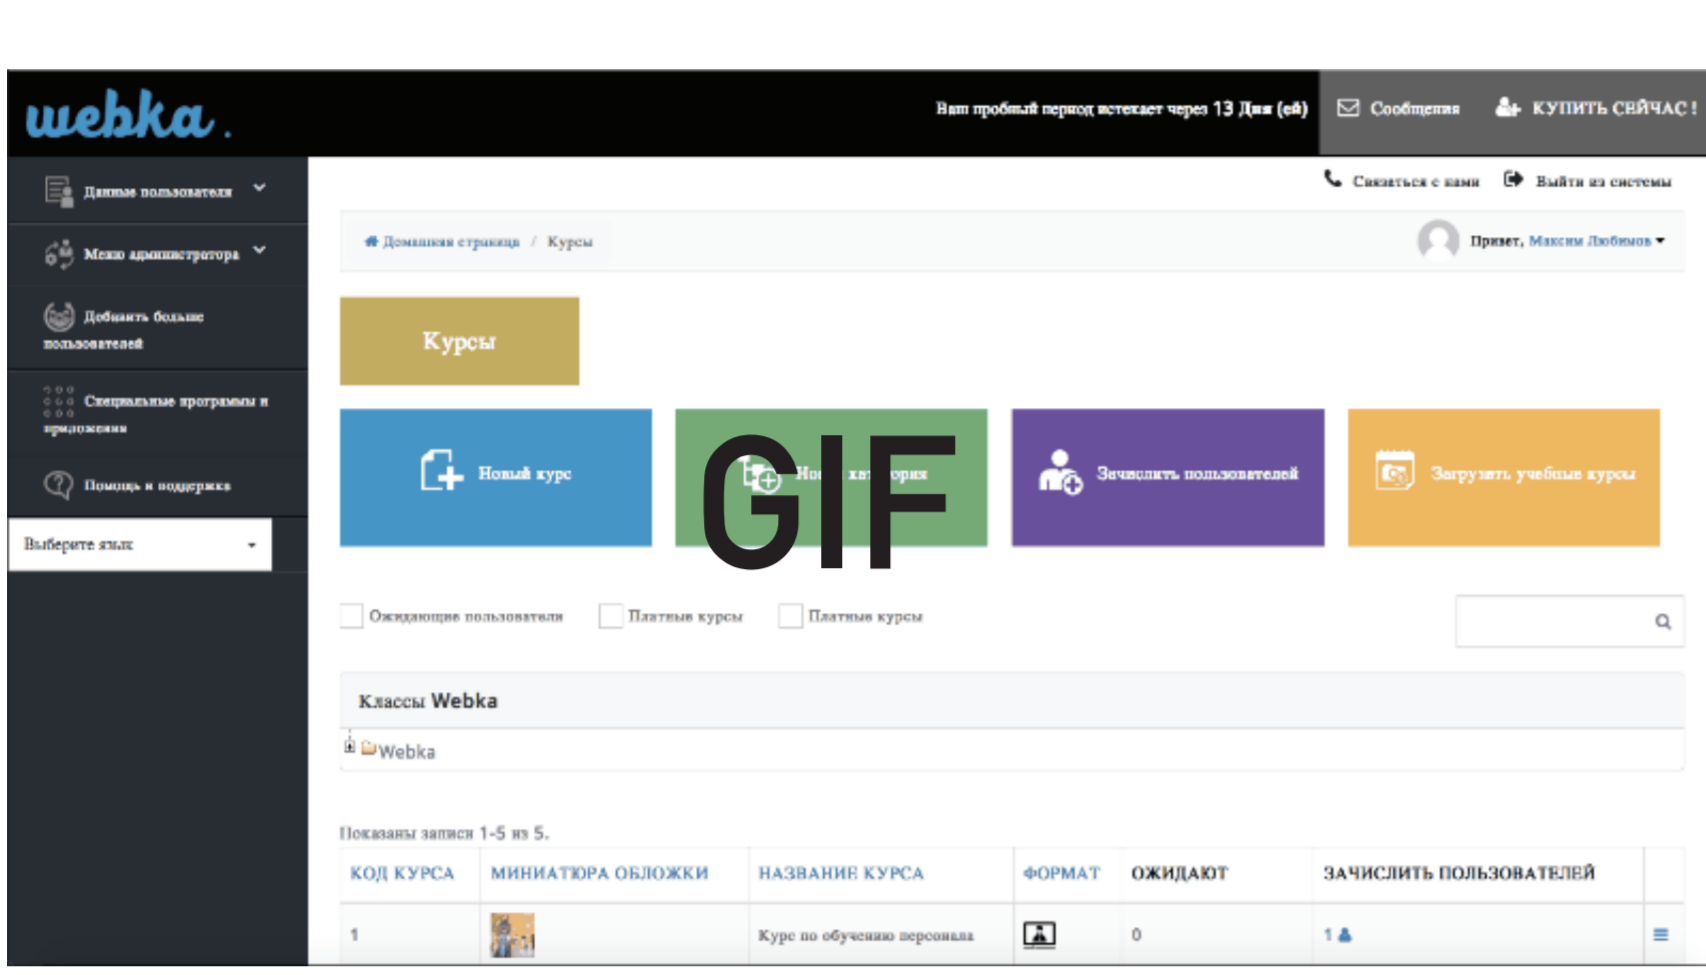 webka.
Ваш пробный период истекает через 13 Дня (ей)
Сообщения
КУПИТЬ СЕЙЧАС !
Связаться с нами
Выйти из системы
Данные пользователя
Меню администратора
Добавить больше
пользователей
Специальные программы и
приложения
Помощь и поддержка
Выберите язык
Домашняя страница / Курсы
Привет, Максим Любимов
Курсы
Новый курс
GIF
Зачислить пользователей
Загрузить учебные курсы
Ожидающие пользователи
Платные курсы
Платные курсы
Классы Webka
Webka
Показаны записи 1-5 из 5.
КОД КУРСА МИНИАТЮРА ОБЛОЖКИ НАЗВАНИЕ КУРСА ФОРМАТ ОЖИДАЮТ ЗАЧИСЛИТЬ ПОЛЬЗОВАТЕЛЕЙ
1 Курс по обучению персонала 0 1